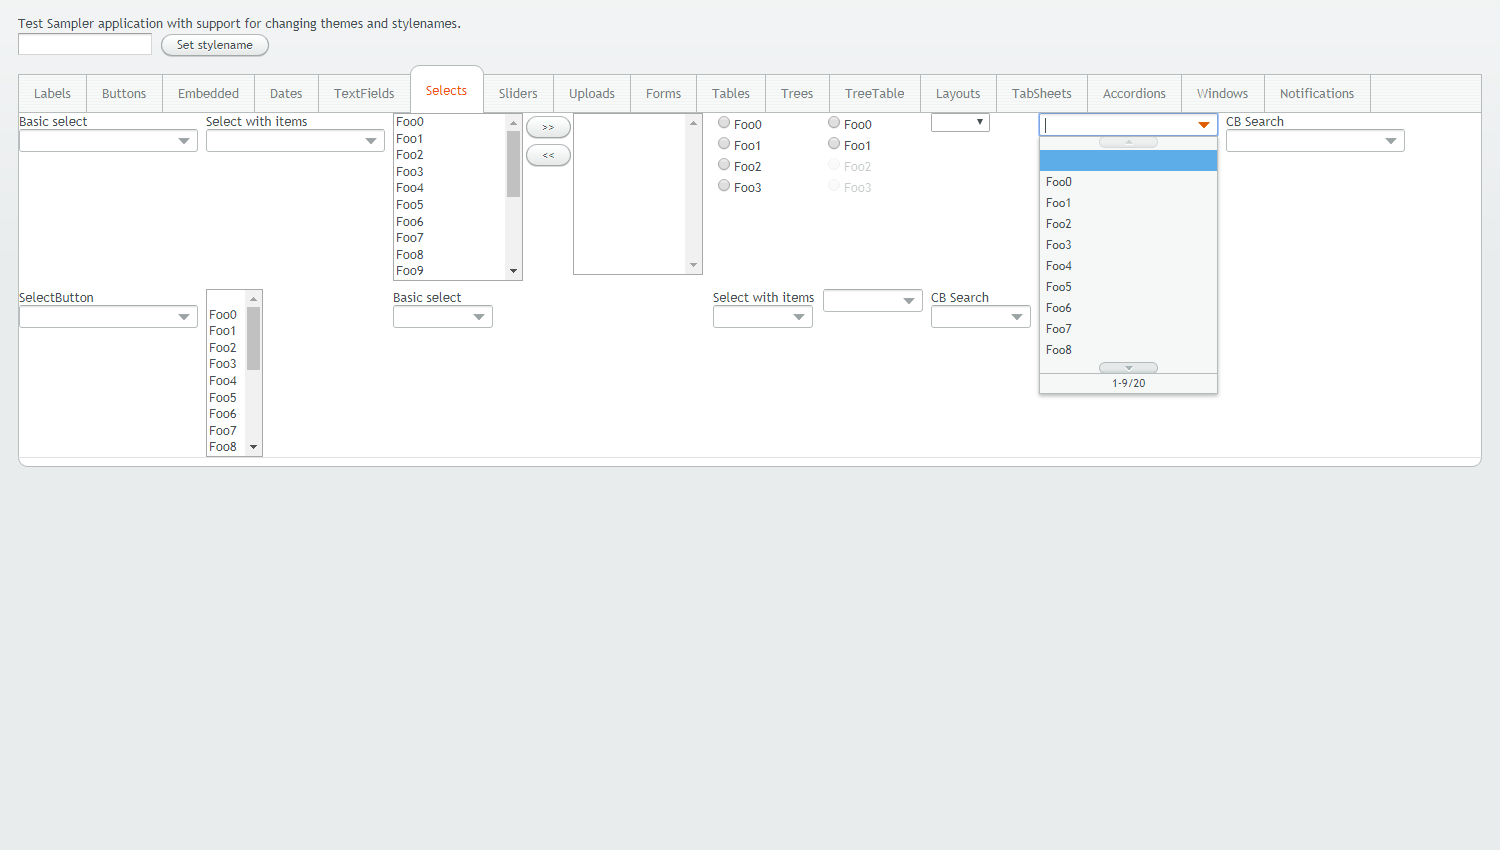 Test Sampler application with support for changing themes and stylenames.
Set stylename
Labels Buttons Embedded Dates TextFields Selects Sliders Uploads Forms Tables Trees TreeTable Layouts TabSheets Accordions Windows Notifications
Basic select
Select with items
Foo0
Foo1
Foo2
Foo3
Foo4
Foo5
Foo6
Foo7
Foo8
Foo9
>>
<<
Foo0
Foo1
Foo2
Foo3
Foo0
Foo1
Foo2
Foo3
Foo0
Foo1
Foo2
Foo3
Foo4
Foo5
Foo6
Foo7
Foo8
1-9/20
CB Search
SelectButton
Foo0
Foo1
Foo2
Foo3
Foo4
Foo5
Foo6
Foo7
Foo8
Basic select
Select with items
CB Search